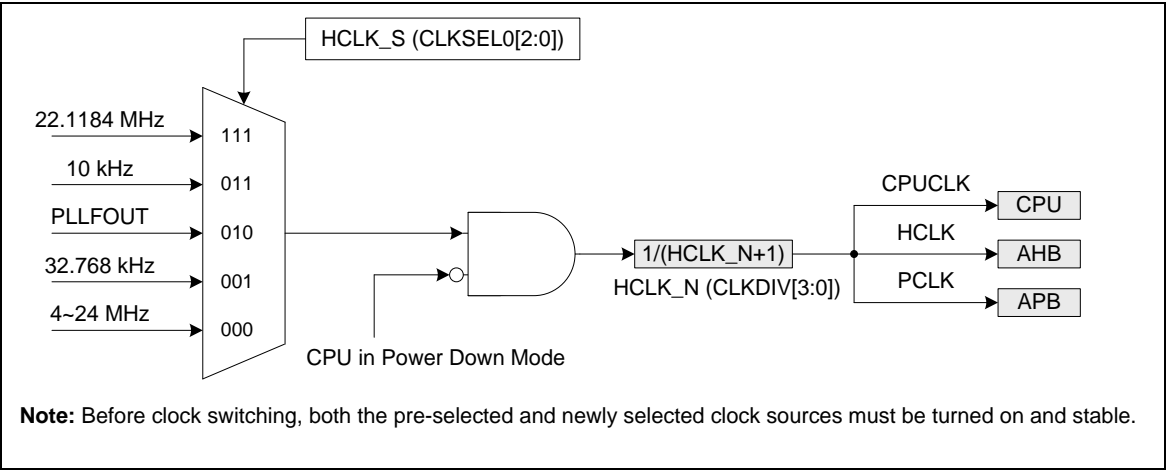 HCLK_S (CLKSEL0[2:0])
22.1184 MHz
111
10 kHz
011
PLLFOUT
010
32.768 kHz
001
4~24 MHz
000
CPU in Power Down Mode
1/(HCLK_N+1)
HCLK_N (CLKDIV[3:0])
CPUCLK
CPU
HCLK
AHB
PCLK
APB
Note: Before clock switching, both the pre-selected and newly selected clock sources must be turned on and stable.